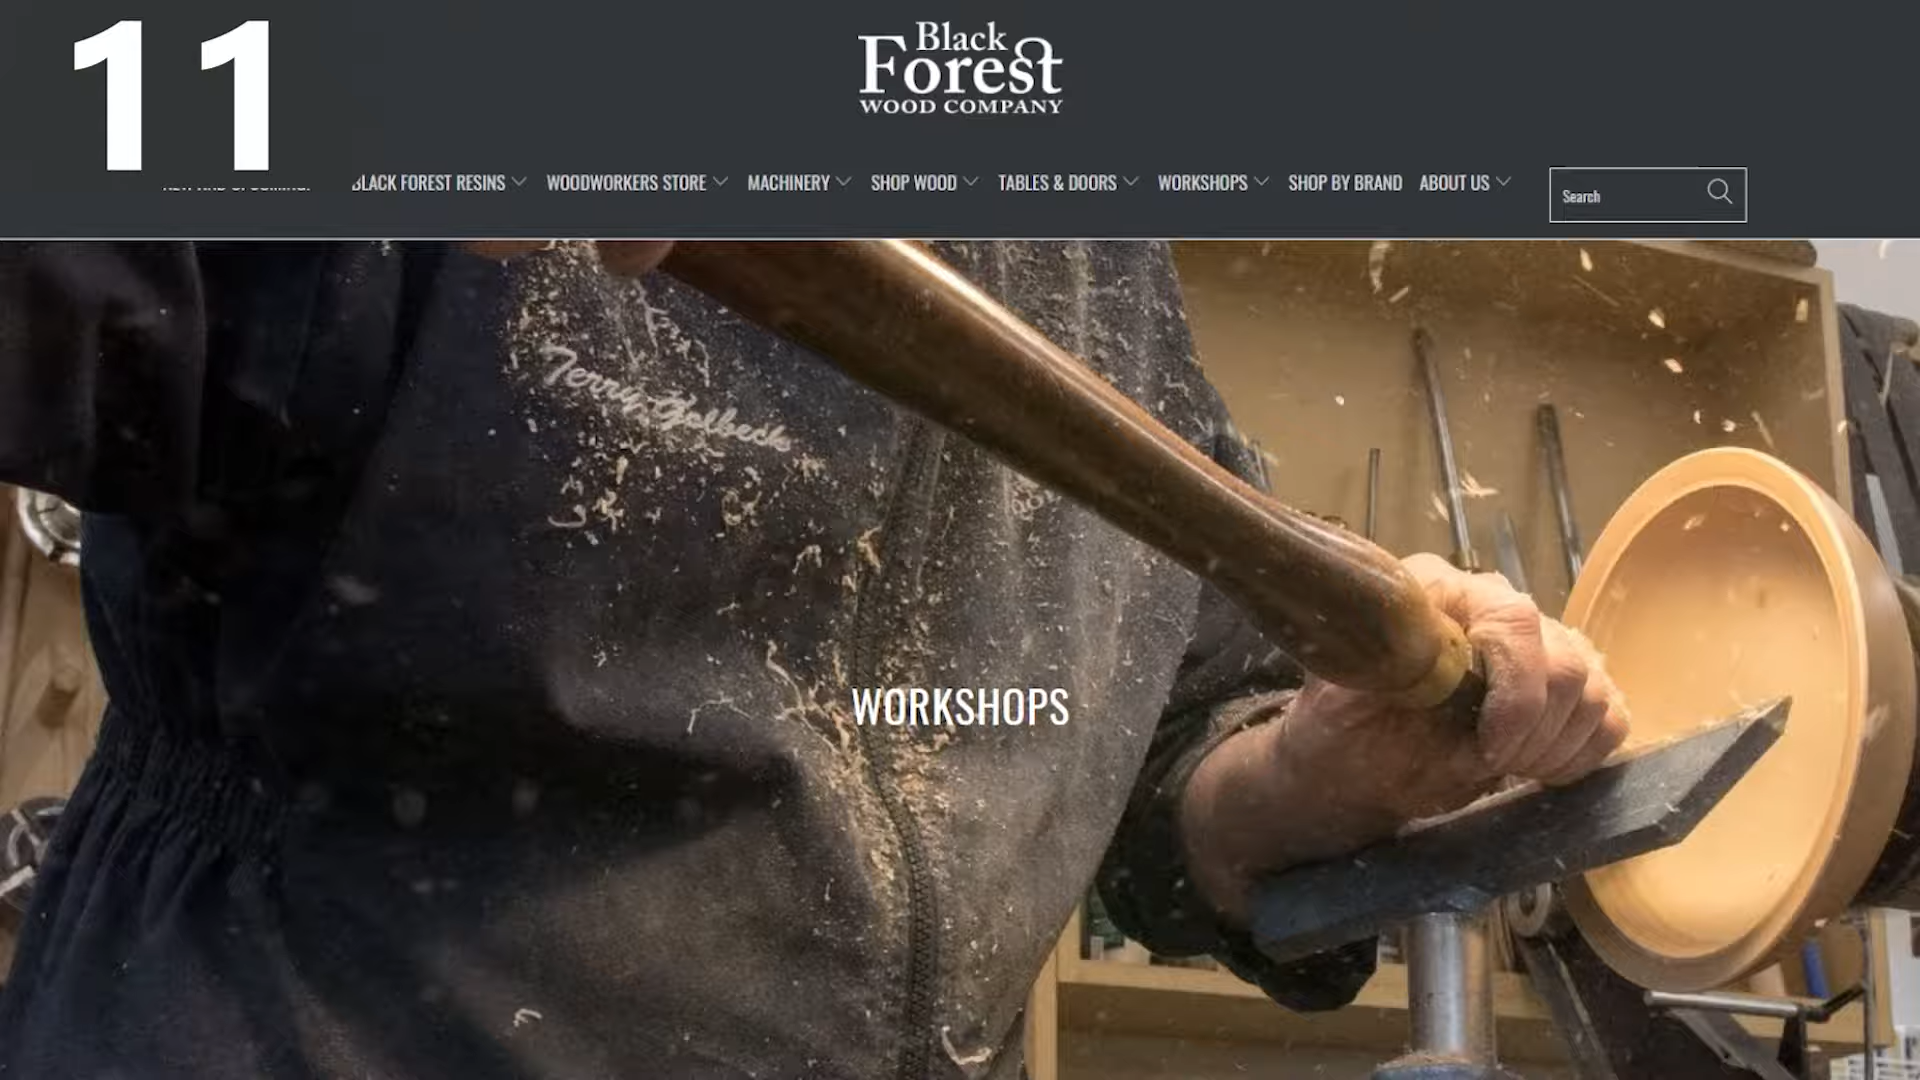 11
Black
Forest
WOOD COMPANY
BLACK FOREST RESINS
WOODWORKERS STORE
MACHINERY
SHOP WOOD
TABLES & DOORS
WORKSHOPS
SHOP BY BRAND
ABOUT US
Search
Terry
WORKSHOPS